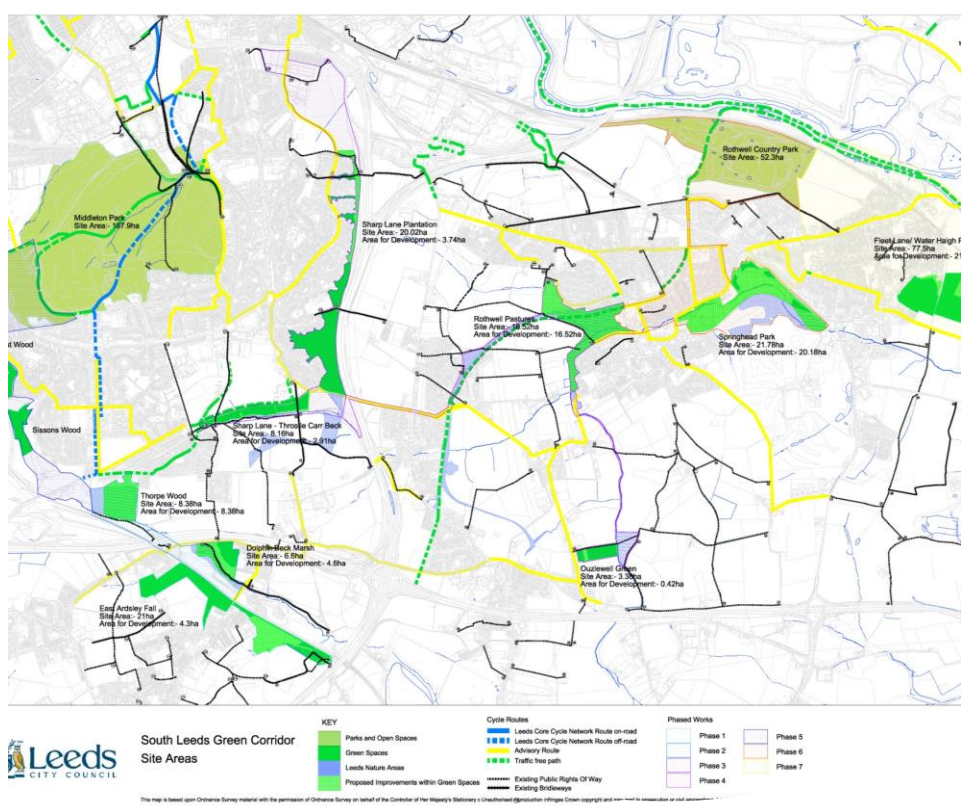 Rothwell Country Park
Site Area:- 52.3ha
Middleton Park
Site Area:- 187.9ha
Sharp Lane Plantation
Site Area:- 20.02ha
Area for Development:- 3.74ha
Fleet Lane/ Water Haigh P
Site Area:- 77.5ha
Area for Development:- 21
Rothwell Pastures
Site Area:- 16.52ha
Area for Development:- 16.52ha
Springhead Park
Site Area:- 21.78ha
Area for Development:- 20.18ha
Wood
Sissons Wood
Sharp Lane - Throstle Carr Beck
Site Area:- 8.16ha
Area for Development:- 2.91ha
Thorpe Wood
Site Area:- 8.38ha
Area for Development:- 8.38ha
Dolphin Beck Marsh
Site Area:- 6.6ha
Area for Development:- 4.6ha
Ouzlewell Green
Site Area:- 3.38ha
Area for Development:- 0.42ha
East Ardsley Fall
Site Area:- 21ha
Area for Development:- 4.3ha
Leeds
CITY COUNCIL
South Leeds Green Corridor
Site Areas
KEY
Parks and Open Spaces
Green Spaces
Leeds Nature Areas
Proposed Improvements within Green Spaces
Cycle Routes
Leeds Core Cycle Network Route on-road
Leeds Core Cycle Network Route off-road
Advisory Route
Traffic free path
Existing Public Rights Of Way
Existing Bridleways
Phased Works
Phase 1
Phase 2
Phase 3
Phase 4
Phase 5
Phase 6
Phase 7
This map is based upon Ordnance Survey material with the permission of Ordnance Survey on behalf of the Controller of Her Majesty's Stationery c Unauthorised reproduction infringes Crown copyright and